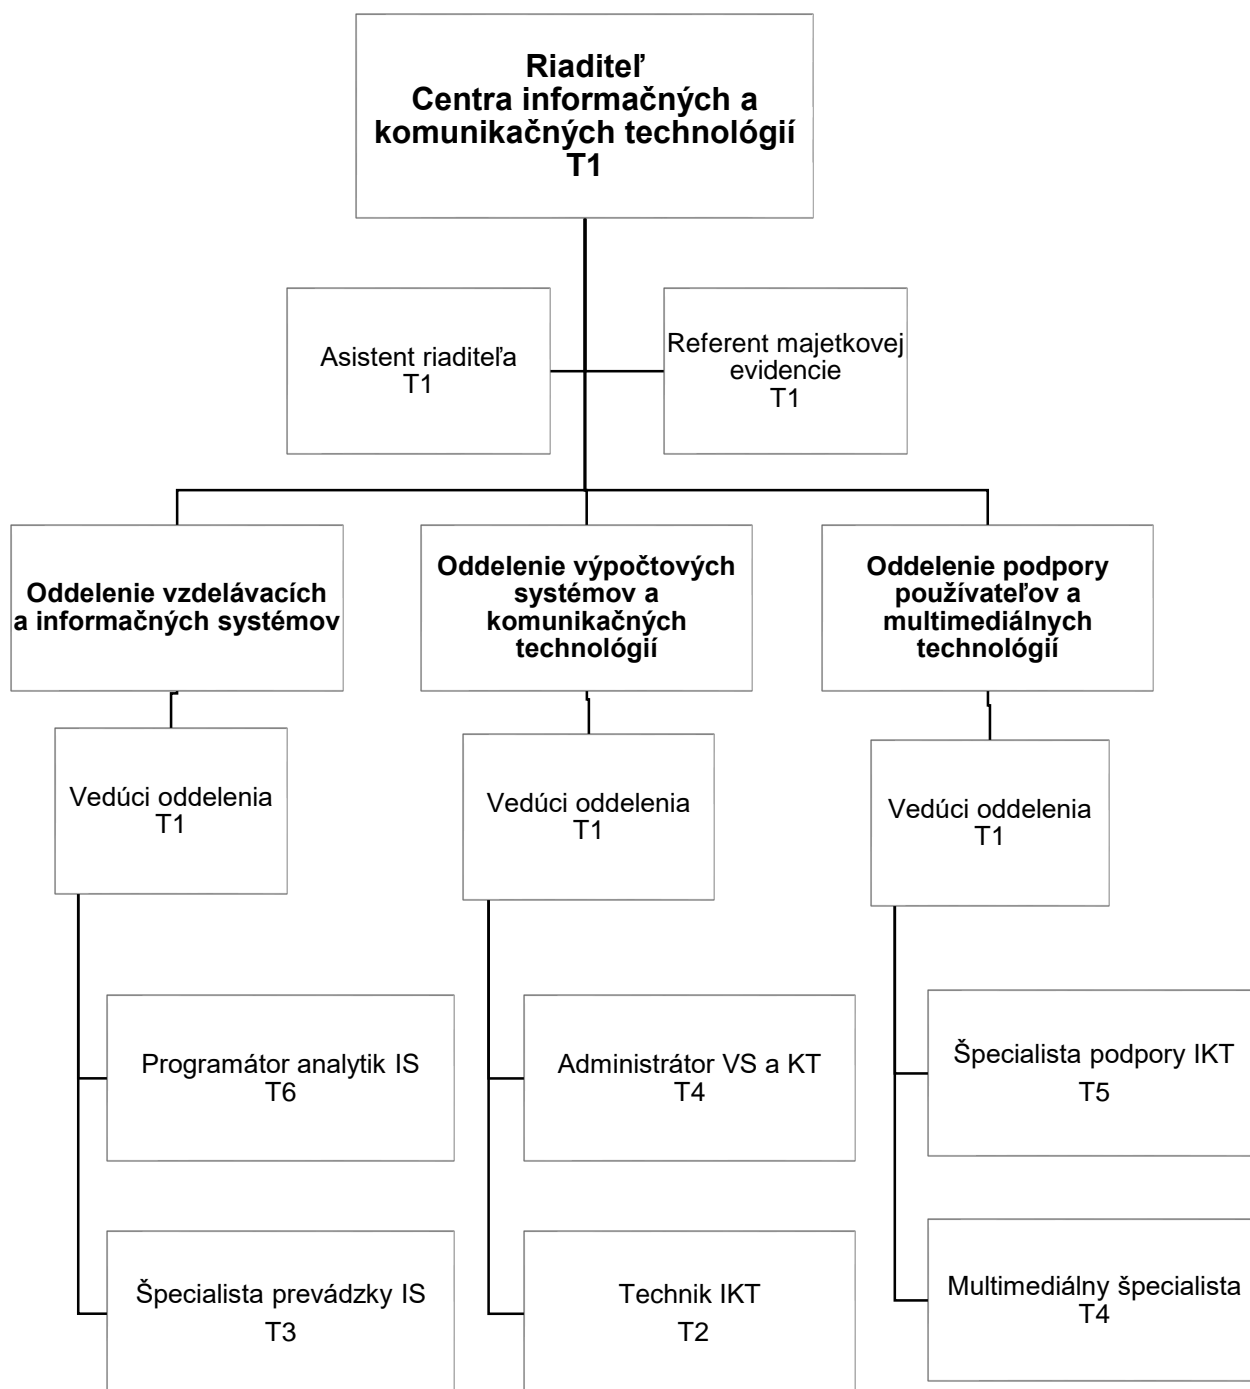 Riaditeľ
Centra informačných a
komunikačných technológií
T1
Asistent riaditeľa
T1
Referent majetkovej
evidencie
T1
Oddelenie vzdelávacích
a informačných systémov
Oddelenie výpočtových
systémov a
komunikačných
technológií
Oddelenie podpory
používateľov a
multimediálnych
technológií
Vedúci oddelenia
T1
Vedúci oddelenia
T1
Vedúci oddelenia
T1
Programátor analytik IS
T6
Administrátor VS a KT
T4
Špecialista podpory IKT
T5
Špecialista prevádzky IS
T3
Technik IKT
T2
Multimediálny špecialista
T4